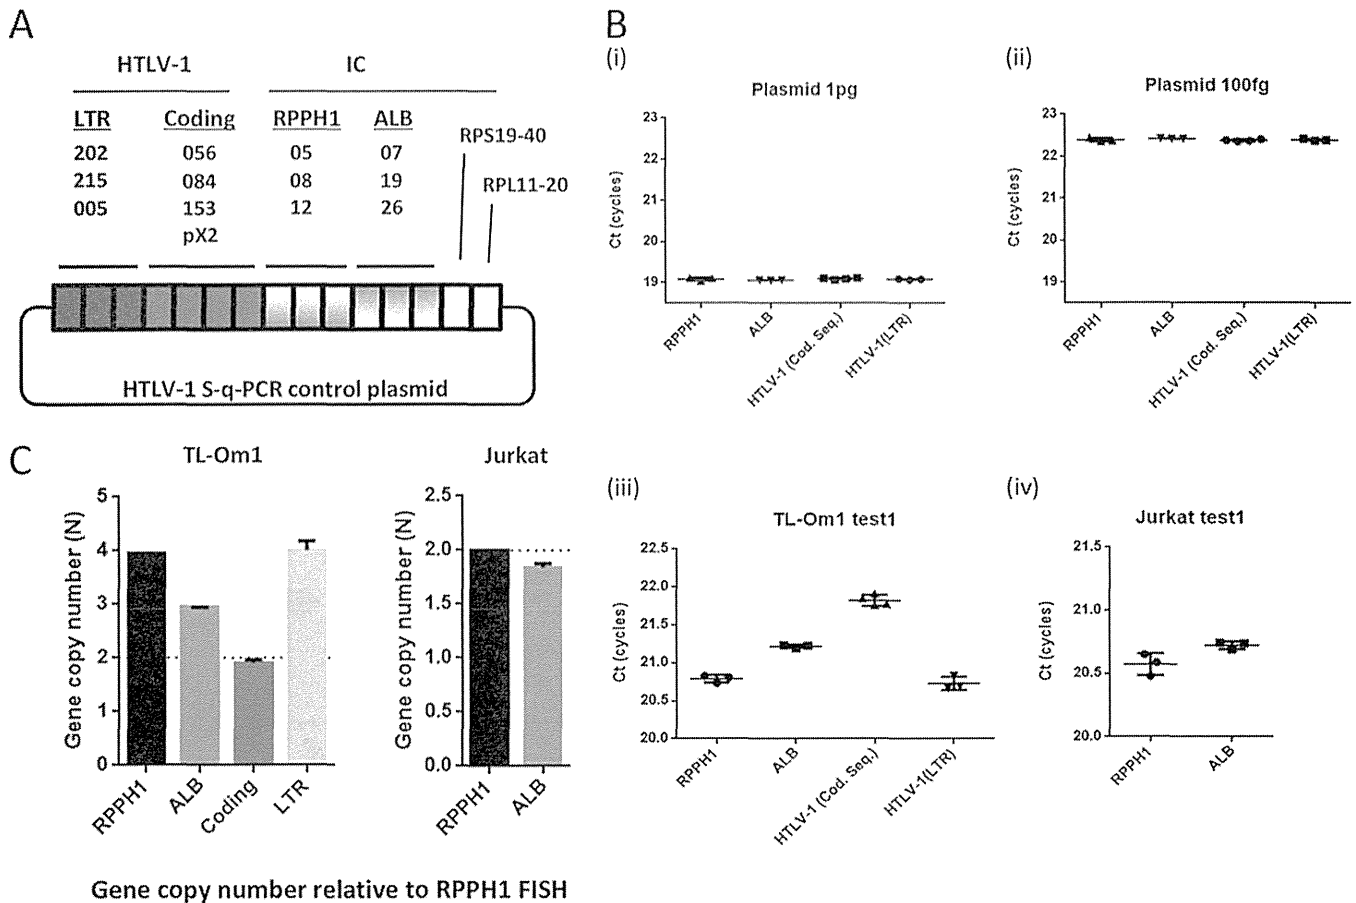 A
HTLV-1 IC
LTR Coding RPPH1 ALB
202 056 05 07
215 084 08 19
005 153 12 26
pX2
RPS19-40
RPL11-20
HTLV-1 S-q-PCR control plasmid
B
(i)
Plasmid 1pg
Ct (cycles)
23
22
21
20
19
RPPH1
ALB
HTLV-1 (Cod. Seq.)
HTLV-1(LTR)
(ii)
Plasmid 100fg
Ct (cycles)
23
22
21
20
19
RPPH1
ALB
HTLV-1 (Cod. Seq.)
HTLV-1(LTR)
C
TL-Om1
Gene copy number (N)
5
4
3
2
1
0
RPPH1
ALB
Coding
LTR
Jurkat
Gene copy number (N)
2.5
2.0
1.5
1.0
0.5
0.0
RPPH1
ALB
Gene copy number relative to RPPH1 FISH
(iii)
TL-Om1 test1
Ct (cycles)
22.5
22.0
21.5
21.0
20.5
20.0
RPPH1
ALB
HTLV-1 (Cod. Seq.)
HTLV-1(LTR)
(iv)
Jurkat test1
Ct (cycles)
21.5
21.0
20.5
20.0
RPPH1
ALB